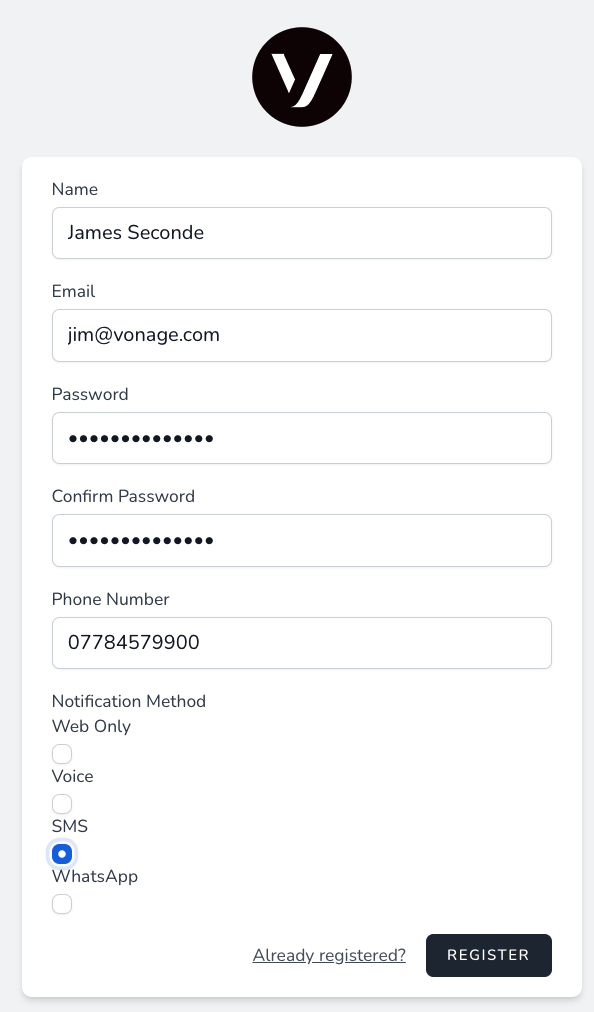 Name
James Seconde
Email
jim@vonage.com
Password
••••••••••••••
Confirm Password
••••••••••••••
Phone Number
07784579900
Notification Method
Web Only
Voice
SMS
WhatsApp
Already registered? REGISTER